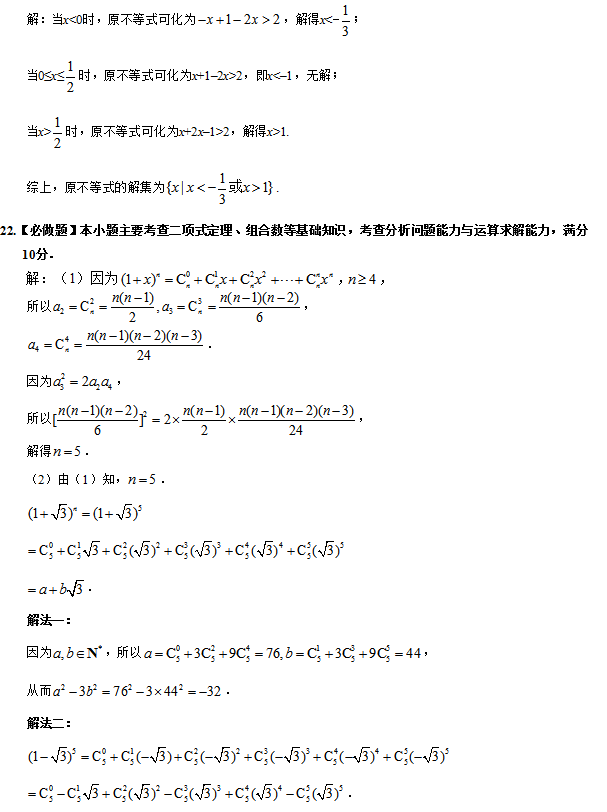 解：当x<0时，原不等式可化为−x+1−2x>2，解得x<−1/3；
当0≤x≤1/2时，原不等式可化为x+1−2x>2，即x<−1，无解；
当x>1/2时，原不等式可化为x+2x−1>2，解得x>1.
综上，原不等式的解集为{x|x<−1/3或x>1}.
22.【必做题】本小题主要考查二项式定理、组合数等基础知识，考查分析问题能力与运算求解能力，满分
10分．
解：（1）因为(1+x)^n = C_n^0 + C_n^1 x + C_n^2 x^2 + ⋯ + C_n^n x^n，n≥4，
所以a_2 = C_n^2 = n(n−1)/2, a_3 = C_n^3 = n(n−1)(n−2)/6，
a_4 = C_n^4 = n(n−1)(n−2)(n−3)/24．
因为a_3^2 = 2a_2a_4，
所以[n(n−1)(n−2)/6]^2 = 2×n(n−1)/2×n(n−1)(n−2)(n−3)/24，
解得n=5．
（2）由（1）知，n=5．
(1+√3)^n = (1+√3)^5
= C_5^0 + C_5^1 √3 + C_5^2 (√3)^2 + C_5^3 (√3)^3 + C_5^4 (√3)^4 + C_5^5 (√3)^5
= a+b√3．
解法一：
因为a,b∈N*，所以a = C_5^0 + 3C_5^2 + 9C_5^4 = 76, b = C_5^1 + 3C_5^3 + 9C_5^5 = 44，
从而a^2 − 3b^2 = 76^2 − 3×44^2 = −32．
解法二：
(1−√3)^5 = C_5^0 + C_5^1 (−√3) + C_5^2 (−√3)^2 + C_5^3 (−√3)^3 + C_5^4 (−√3)^4 + C_5^5 (−√3)^5
= C_5^0 − C_5^1 √3 + C_5^2 (√3)^2 − C_5^3 (√3)^3 + C_5^4 (√3)^4 − C_5^5 (√3)^5．